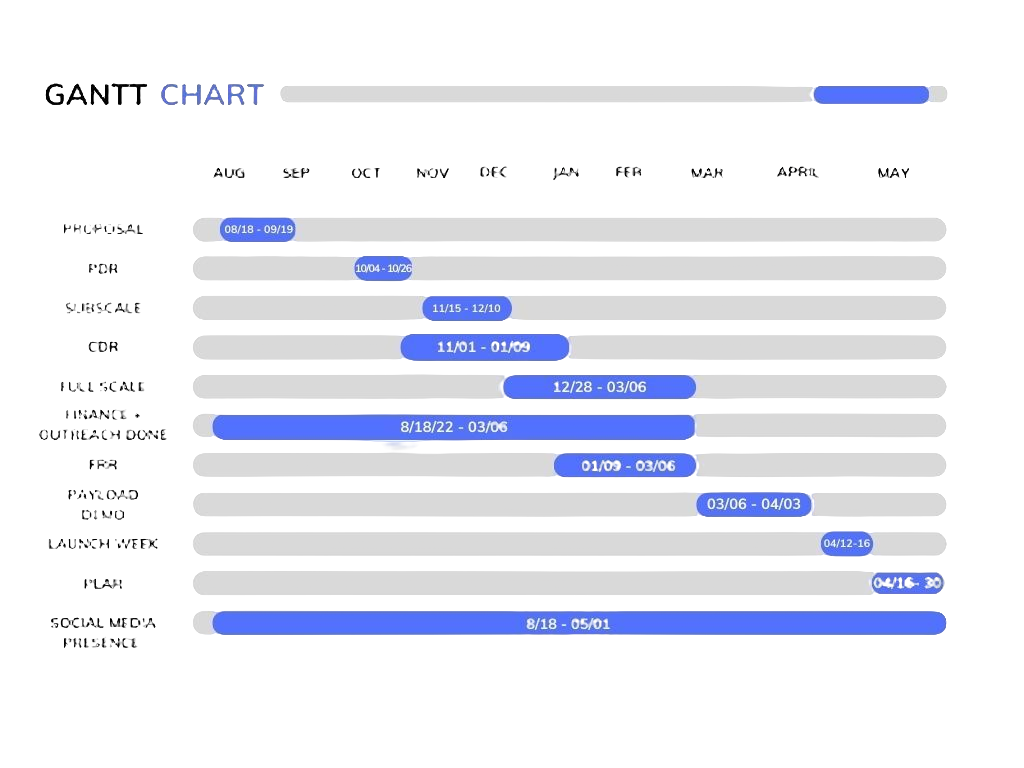 GANTT CHART
AUG SEP OCT NOV DEC JAN FEB MAR APRIL MAY
PROPOSAL 08/18 - 09/19
PDR 10/04 - 10/26
SUBSCALE 11/15 - 12/10
CDR 11/01 - 01/09
FULL SCALE 12/28 - 03/06
FINANCE +
OUTREACH DONE 8/18/22 - 03/06
FRR 01/09 - 03/06
PAYLOAD
DEMO 03/06 - 04/03
LAUNCH WEEK 04/12-16
PLAR 04/16- 30
SOCIAL MEDIA
PRESENCE 8/18 - 05/01